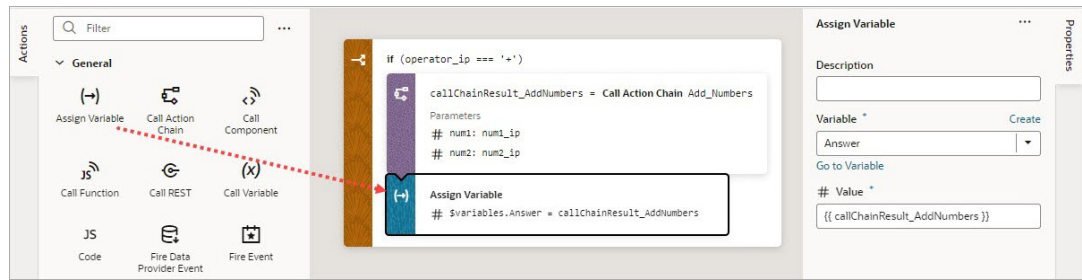 Actions
Filter
...
General
Assign Variable
Call Action
Chain
Call
Component
JS
Call Function
Call REST
(x)
Call Variable
JS
Code
Fire Data
Provider Event
Fire Event
if (operator_ip === '+')
callChainResult_AddNumbers = Call Action Chain Add_Numbers
Parameters
# num1: num1_ip
# num2: num2_ip
Assign Variable
# $variables.Answer = callChainResult_AddNumbers
Assign Variable
...
Description
Variable *
Create
Answer
Go to Variable
# Value *
{{ callChainResult_AddNumbers }}
Properties